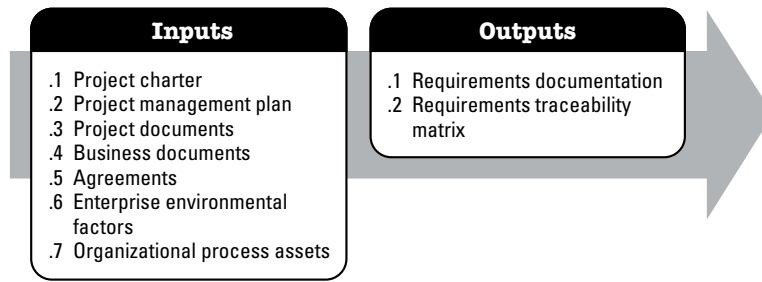 Inputs
.1 Project charter
.2 Project management plan
.3 Project documents
.4 Business documents
.5 Agreements
.6 Enterprise environmental
factors
.7 Organizational process assets
Outputs
.1 Requirements documentation
.2 Requirements traceability
matrix